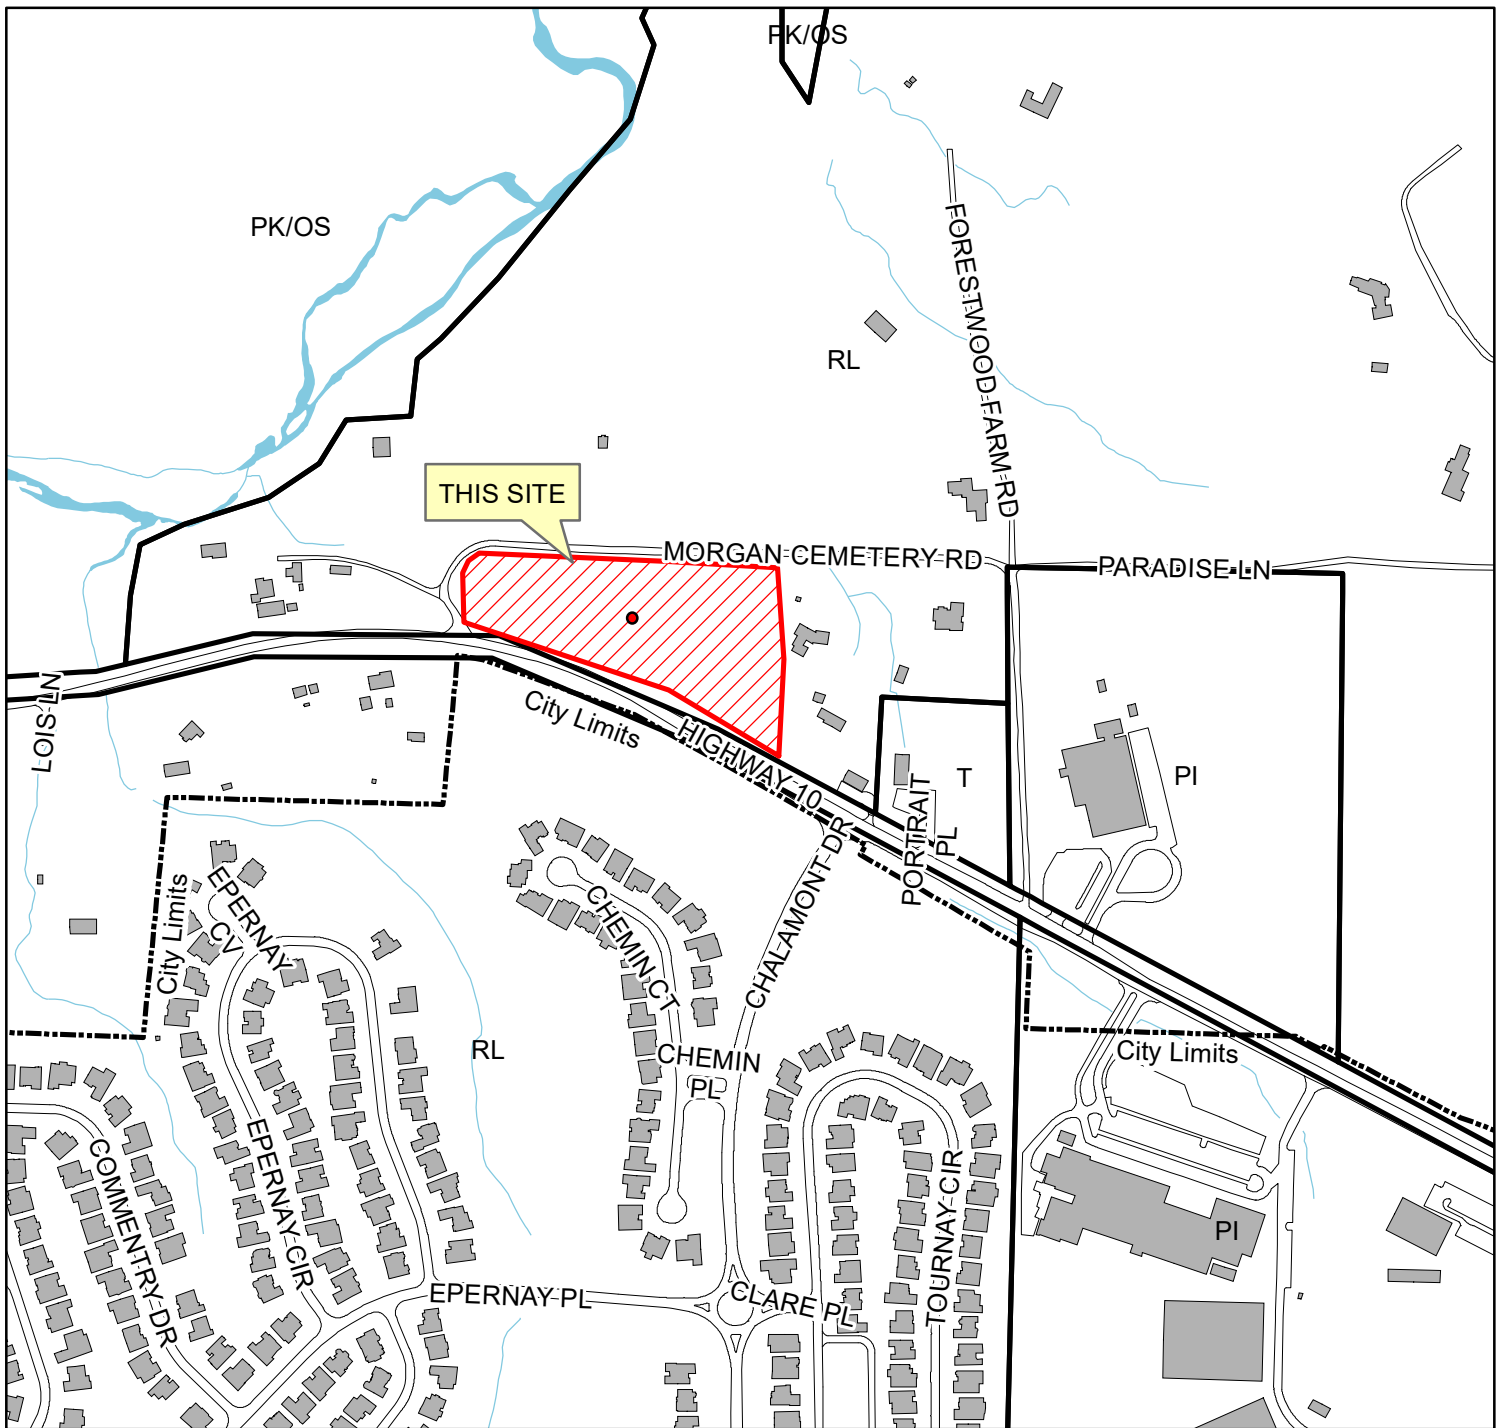 PK/OS
PK/OS
FORESTWOOD FARM RD
RL
THIS SITE
MORGAN CEMETERY RD
PARADISE LN
LOIS LN
City Limits
HIGHWAY 10
T
PI
PORTRAIT
PL
City Limits
EPERNAY
CV
CHEMIN CT
CHALAMONT DR
RL
CHEMIN
PL
City Limits
COMMENTRY DR
EPERNAY CIR
TOURNAY CIR
PI
EPERNAY PL
CLARE PL